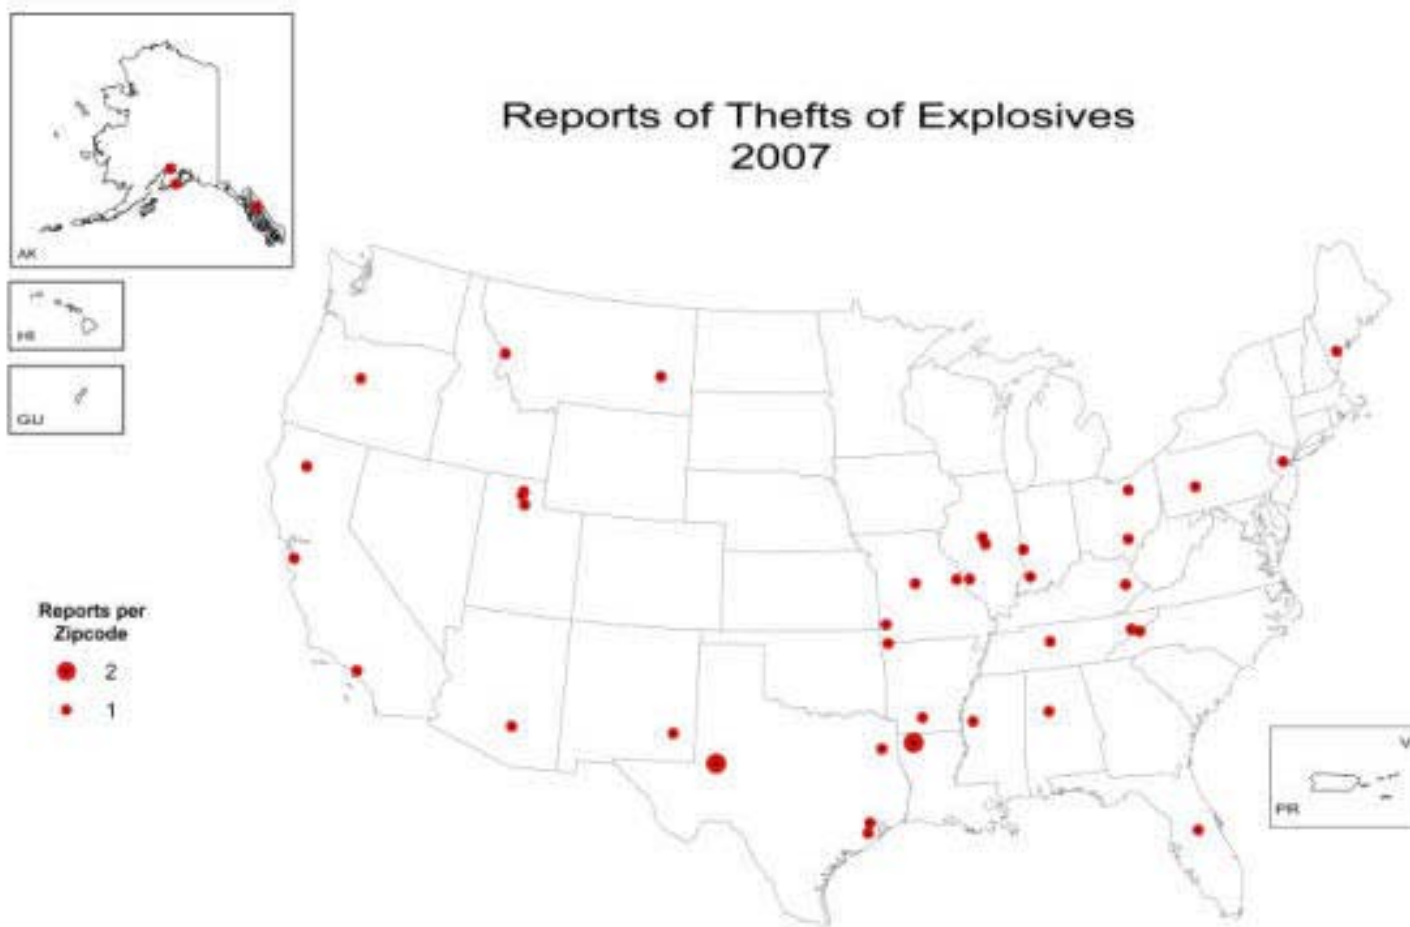 Reports of Thefts of Explosives
2007
AK
HI
GU
Reports per
Zipcode
2
1
V
PR